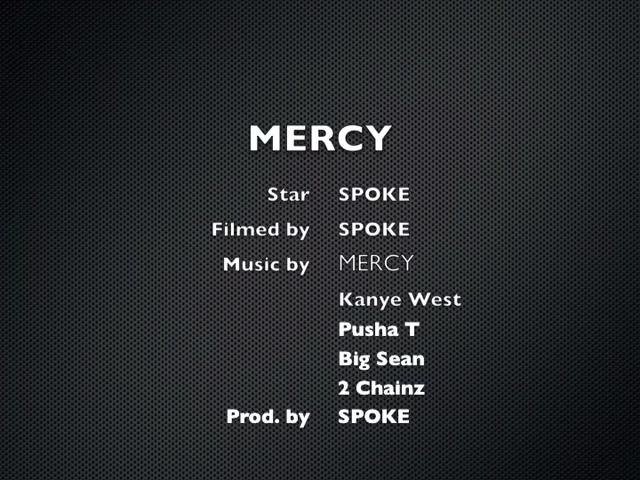 MERCY
Star SPOKE
Filmed by SPOKE
Music by MERCY
Kanye West
Pusha T
Big Sean
2 Chainz
Prod. by SPOKE